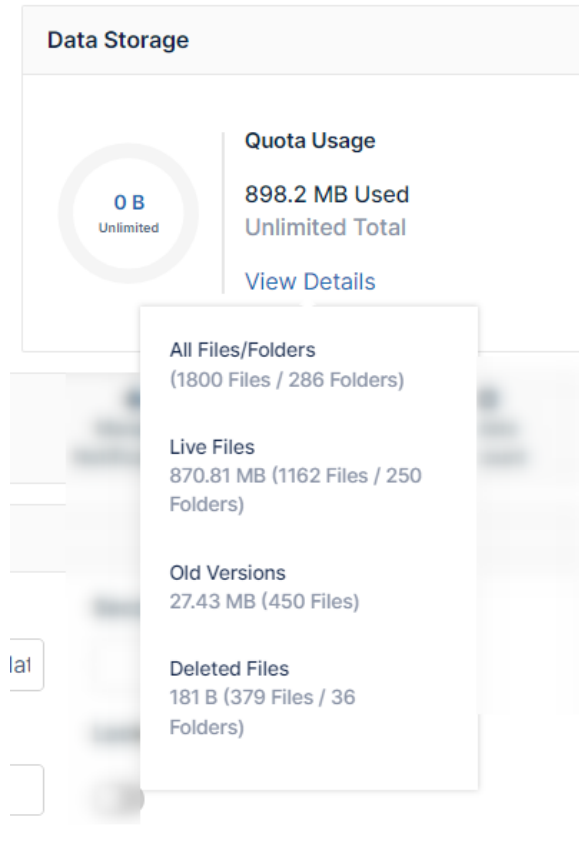 Data Storage
0 B
Unlimited
Quota Usage
898.2 MB Used
Unlimited Total
View Details
All Files/Folders
(1800 Files / 286 Folders)
Live Files
870.81 MB (1162 Files / 250
Folders)
Old Versions
27.43 MB (450 Files)
Deleted Files
181 B (379 Files / 36
Folders)